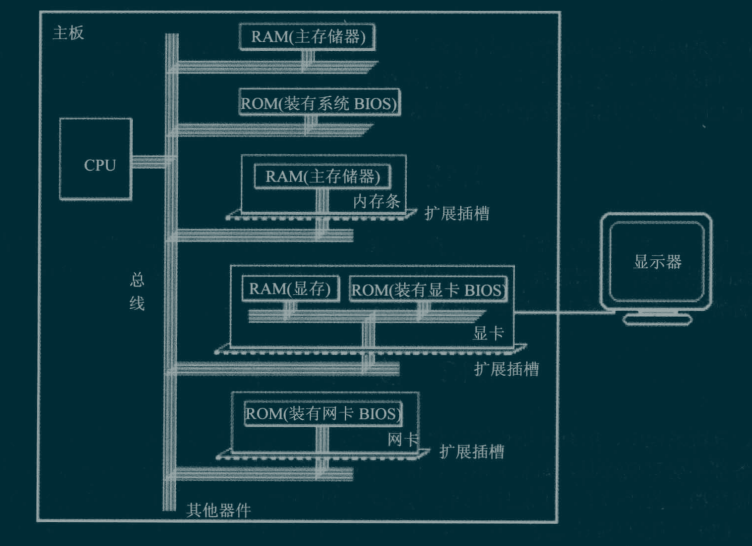 主板
RAM(主存储器)
ROM(装有系统 BIOS)
CPU
RAM(主存储器)
内存条
扩展插槽
显示器
总
线
RAM(显存)
ROM(装有显卡 BIOS)
显卡
扩展插槽
ROM(装有网卡 BIOS)
网卡
扩展插槽
其他器件